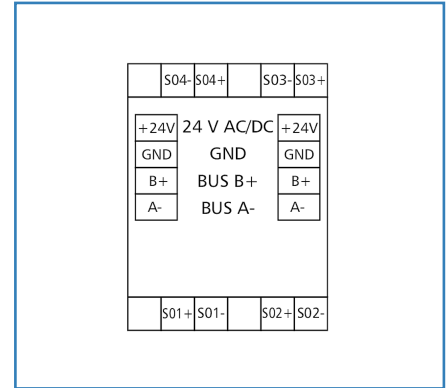 S04- S04+ S03- S03+
+24V 24 V AC/DC +24V
GND GND GND
B+ BUS B+ B+
A- BUS A- A-
S01+ S01- S02+ S02-